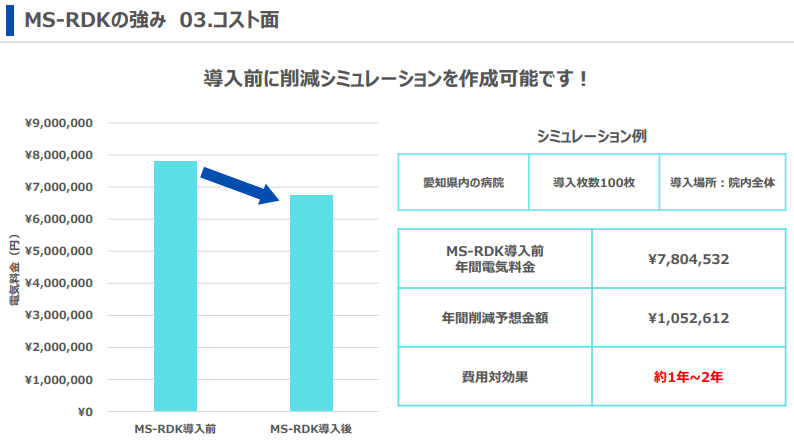 MS-RDKの強み 03.コスト面
導入前に削減シミュレーションを作成可能です！
電気料金（円）
¥9,000,000
¥8,000,000
¥7,000,000
¥6,000,000
¥5,000,000
¥4,000,000
¥3,000,000
¥2,000,000
¥1,000,000
¥0
MS-RDK導入前
MS-RDK導入後
シミュレーション例
愛知県内の病院
導入枚数100枚
導入場所：院内全体
MS-RDK導入前
年間電気料金
¥7,804,532
年間削減予想金額
¥1,052,612
費用対効果
約1年~2年